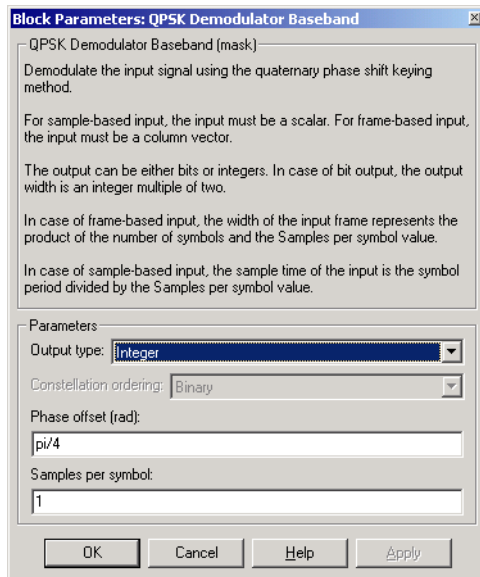 Block Parameters: QPSK Demodulator Baseband
QPSK Demodulator Baseband (mask)
Demodulate the input signal using the quaternary phase shift keying
method.
For sample-based input, the input must be a scalar. For frame-based input,
the input must be a column vector.
The output can be either bits or integers. In case of bit output, the output
width is an integer multiple of two.
In case of frame-based input, the width of the input frame represents the
product of the number of symbols and the Samples per symbol value.
In case of sample-based input, the sample time of the input is the symbol
period divided by the Samples per symbol value.
Parameters
Output type: Integer
Constellation ordering: Binary
Phase offset (rad):
pi/4
Samples per symbol:
1
OK Cancel Help Apply